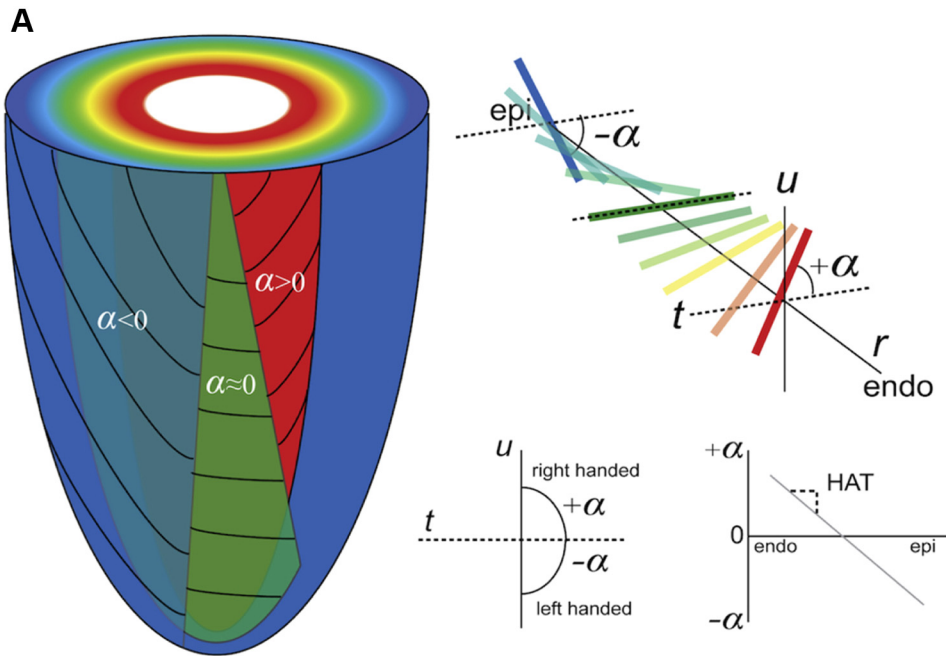 A
epi
-α
u
+α
t
r
endo
α<0
α>0
α≈0
u
right handed
+α
t
-α
left handed
+α
HAT
0
endo
epi
-α